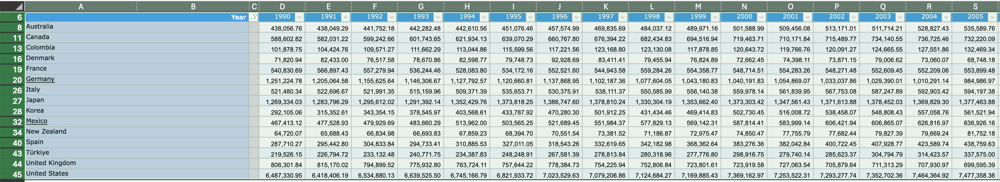 A B C D E F G H I J K L M N O P Q R S
6 Year 1990 1991 1992 1993 1994 1995 1996 1997 1998 1999 2000 2001 2002 2003 2004 2005
8 Australia 438,056.76 438,049.29 441,752.18 442,282.48 442,610.56 451,076.46 457,574.99 469,835.69 484,037.12 489,971.16 501,588.99 509,456.08 513,171.01 511,714.21 528,827.43 535,589.76
11 Canada 588,602.82 582,031.22 599,242.66 601,743.65 621,934.13 639,070.29 660,767.80 676,394.22 682,434.83 694,516.94 719,463.71 710,171.84 715,489.77 734,140.55 736,725.46 732,220.09
13 Colombia 101,878.75 104,424.76 109,571.27 111,662.29 113,044.86 115,599.56 117,221.56 123,168.80 123,130.08 117,878.85 120,643.72 119,766.76 120,091.27 124,665.55 127,551.86 132,469.34
16 Denmark 71,820.94 82,433.00 76,517.58 78,670.86 82,598.77 79,748.73 92,928.69 83,411.41 79,455.94 76,824.89 72,662.45 74,398.11 73,871.15 79,006.62 73,060.07 68,748.18
19 France 540,830.69 566,897.43 557,279.94 536,244.46 528,083.80 534,172.16 552,521.60 544,943.58 559,284.26 554,358.77 548,714.51 554,283.26 548,271.48 552,609.45 552,209.06 553,899.48
20 Germany 1,251,224.78 1,205,064.58 1,155,625.64 1,146,306.67 1,127,792.57 1,120,660.81 1,137,868.95 1,102,187.36 1,077,604.05 1,043,180.83 1,040,191.83 1,054,869.07 1,033,037.86 1,029,390.01 1,010,291.14 984,986.97
26 Italy 521,480.34 522,696.67 521,991.35 515,159.96 509,371.39 535,653.71 530,375.91 538,111.37 550,585.99 556,140.38 559,978.14 561,839.95 567,753.08 587,247.89 592,903.42 594,197.38
27 Japan 1,269,334.03 1,283,796.29 1,295,612.02 1,291,392.14 1,352,429.76 1,373,818.25 1,386,747.60 1,378,810.24 1,330,304.19 1,353,662.40 1,373,303.42 1,347,561.43 1,371,613.88 1,378,452.03 1,369,829.30 1,377,463.88
28 Korea 292,105.06 315,352.61 343,354.15 378,545.97 403,568.61 433,787.92 470,280.30 501,912.25 431,434.46 469,414.83 502,730.45 516,008.72 538,458.07 548,808.43 557,058.76 561,521.94
32 Mexico 467,413.12 477,528.93 479,929.69 483,660.29 513,962.00 503,565.25 521,689.45 551,984.37 577,829.13 569,142.31 587,814.41 583,999.14 606,421.94 606,865.07 626,816.97 636,926.16
34 New Zealand 64,720.07 65,688.43 66,834.98 66,693.83 67,859.23 68,394.70 70,551.54 73,381.52 71,186.87 72,975.47 74,850.47 77,755.79 77,682.44 79,827.39 79,669.24 81,752.18
40 Spain 287,710.27 295,442.80 304,833.84 294,733.41 310,885.53 327,011.05 318,543.26 332,619.65 342,182.98 368,362.64 383,276.36 382,042.84 400,722.45 407,928.77 423,589.74 438,759.63
43 Türkiye 219,526.15 226,794.72 233,132.48 240,771.75 234,387.83 248,248.91 267,581.39 278,813.84 280,318.96 277,776.80 298,916.75 279,740.14 285,623.37 304,794.79 314,423.57 337,575.00
44 United Kingdom 806,301.84 815,170.02 794,899.52 775,932.80 763,724.11 757,644.22 778,384.73 754,225.94 752,806.84 723,801.61 723,919.58 727,063.54 705,879.64 711,313.29 707,930.97 699,595.39
45 United States 6,487,330.95 6,418,406.19 6,534,880.13 6,639,525.50 6,745,166.79 6,821,933.72 7,023,529.63 7,079,206.86 7,124,684.27 7,169,885.43 7,369,162.97 7,253,522.31 7,293,277.74 7,352,702.36 7,464,364.92 7,477,358.36